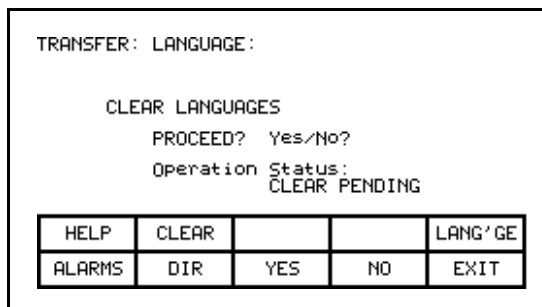 TRANSFER: LANGUAGE:
CLEAR LANGUAGES
PROCEED? Yes/No?
Operation Status:
CLEAR PENDING
HELP CLEAR LANG'GE
ALARMS DIR YES NO EXIT